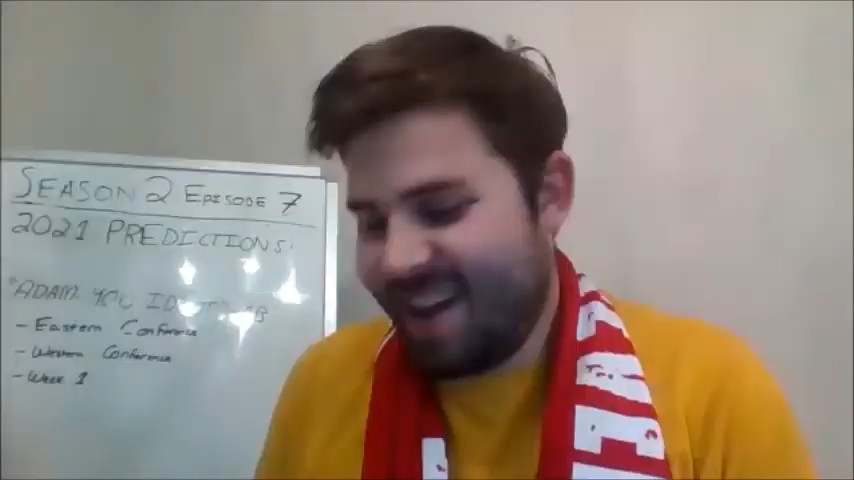 SEASON 2 EPISODE 7
2021 PREDICTIONS:
"ADAM YOU
- Eastern Conference
- Western Conference
- Week 1